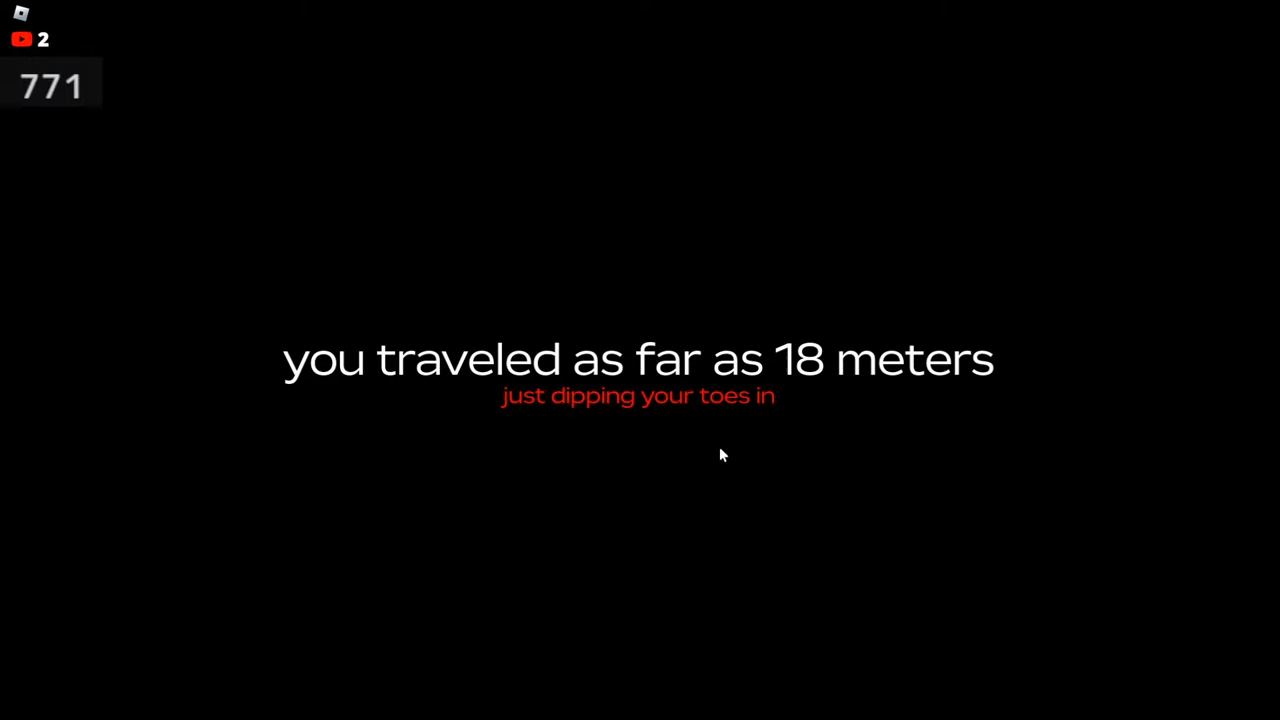 2
771
you traveled as far as 18 meters
just dipping your toes in